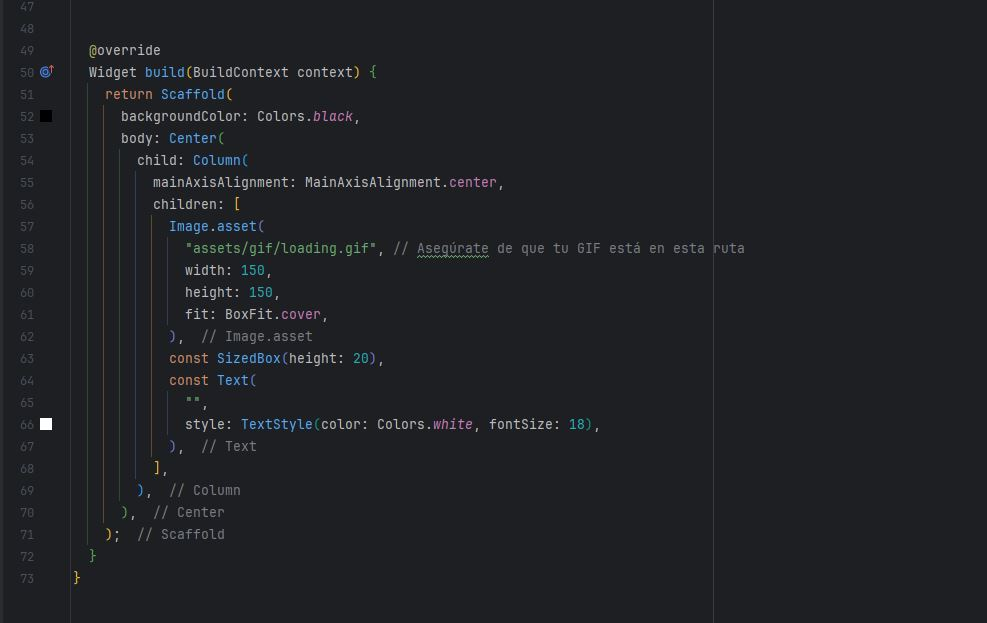 47
48
49 @override
50 Widget build(BuildContext context) {
51 return Scaffold(
52 backgroundColor: Colors.black,
53 body: Center(
54 child: Column(
55 mainAxisAlignment: MainAxisAlignment.center,
56 children: [
57 Image.asset(
58 "assets/gif/loading.gif", // Asegúrate de que tu GIF está en esta ruta
59 width: 150,
60 height: 150,
61 fit: BoxFit.cover,
62 ), // Image.asset
63 const SizedBox(height: 20),
64 const Text(
65 "",
66 style: TextStyle(color: Colors.white, fontSize: 18),
67 ), // Text
68 ],
69 ), // Column
70 ), // Center
71 ); // Scaffold
72 }
73 }